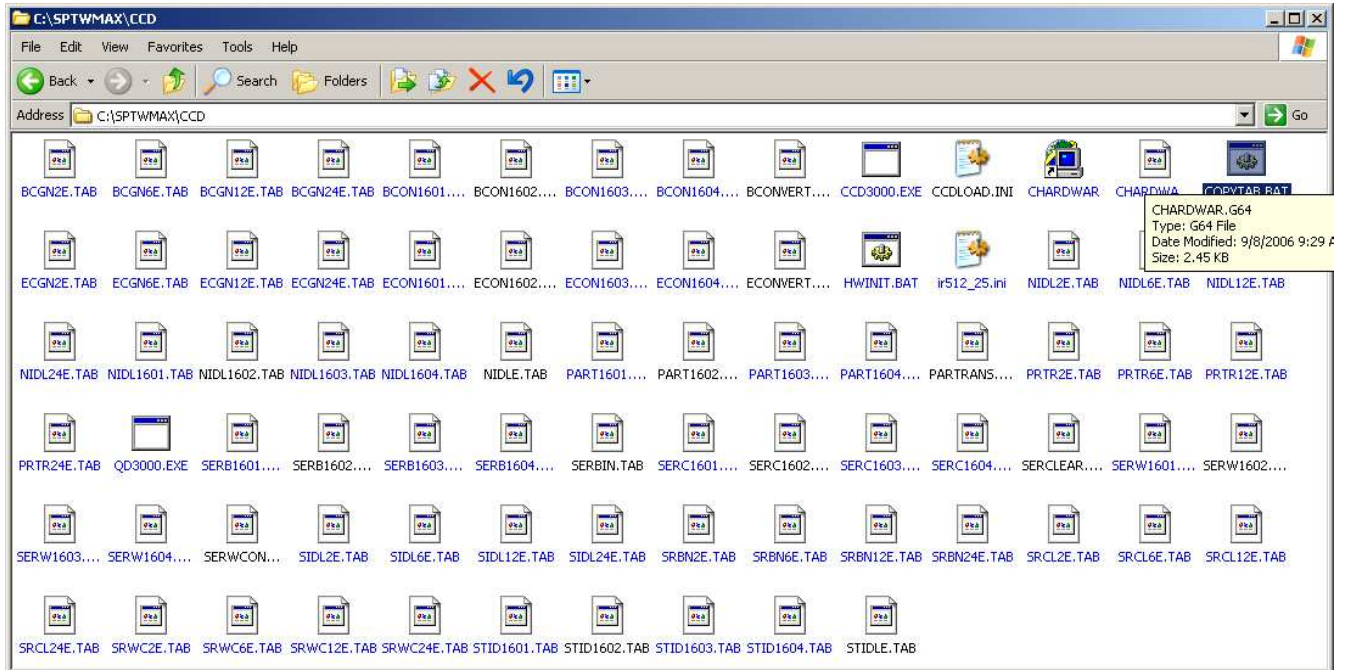 C:\SPTWMAX\CCD
File Edit View Favorites Tools Help
Back Search Folders
Address C:\SPTWMAX\CCD Go
BCGN2E.TAB BCGN6E.TAB BCGN12E.TAB BCGN24E.TAB BCON1601.... BCON1602.... BCON1603.... BCON1604.... BCONVERT.... CCD3000.EXE CCDLOAD.INI CHARDWAR CHARDWA COPYTAB.BAT
CHARDWAR.G64
Type: G64 File
Date Modified: 9/8/2006 9:29 A
Size: 2.45 KB
ECGN2E.TAB ECGN6E.TAB ECGN12E.TAB ECGN24E.TAB ECON1601.... ECON1602.... ECON1603.... ECON1604.... ECONVERT.... HWINIT.BAT ir512_25.ini NIDL2E.TAB NIDL6E.TAB NIDL12E.TAB
NIDL24E.TAB NIDL1601.TAB NIDL1602.TAB NIDL1603.TAB NIDL1604.TAB NIDLE.TAB PART1601.... PART1602.... PART1603.... PART1604.... PARTRANS.... PRTR2E.TAB PRTR6E.TAB PRTR12E.TAB
PRTR24E.TAB QD3000.EXE SERB1601.... SERB1602.... SERB1603.... SERB1604.... SERBIN.TAB SERC1601.... SERC1602.... SERC1603.... SERC1604.... SERCLEAR.... SERW1601.... SERW1602....
SERW1603.... SERW1604.... SERWCON... SIDL2E.TAB SIDL6E.TAB SIDL12E.TAB SIDL24E.TAB SRBN2E.TAB SRBN6E.TAB SRBN12E.TAB SRBN24E.TAB SRCL2E.TAB SRCL6E.TAB SRCL12E.TAB
SRCL24E.TAB SRWC2E.TAB SRWC6E.TAB SRWC12E.TAB SRWC24E.TAB STID1601.TAB STID1602.TAB STID1603.TAB STID1604.TAB STIDLE.TAB